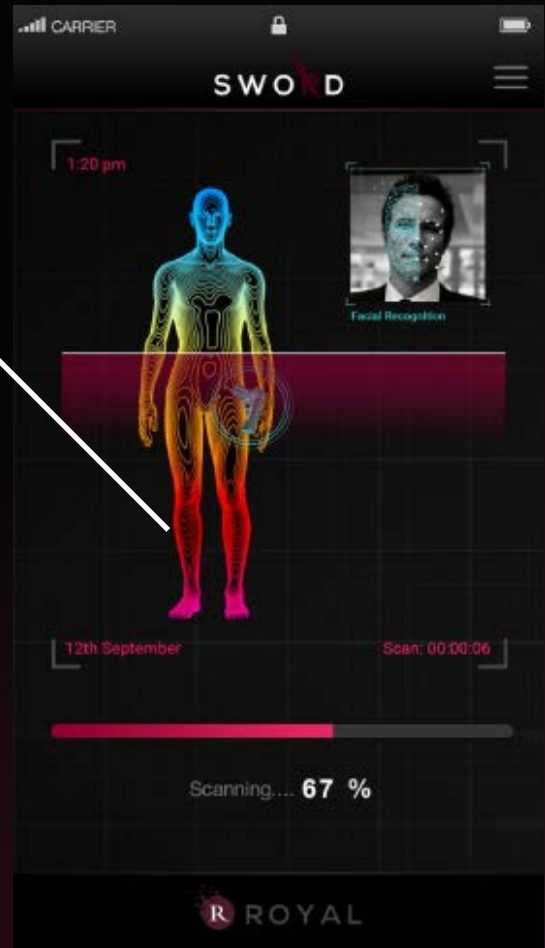 CARRIER
SWORD
1:20 pm
Facial Recognition
12th September
Scan: 00:00:06
Scanning.... 67 %
R ROYAL